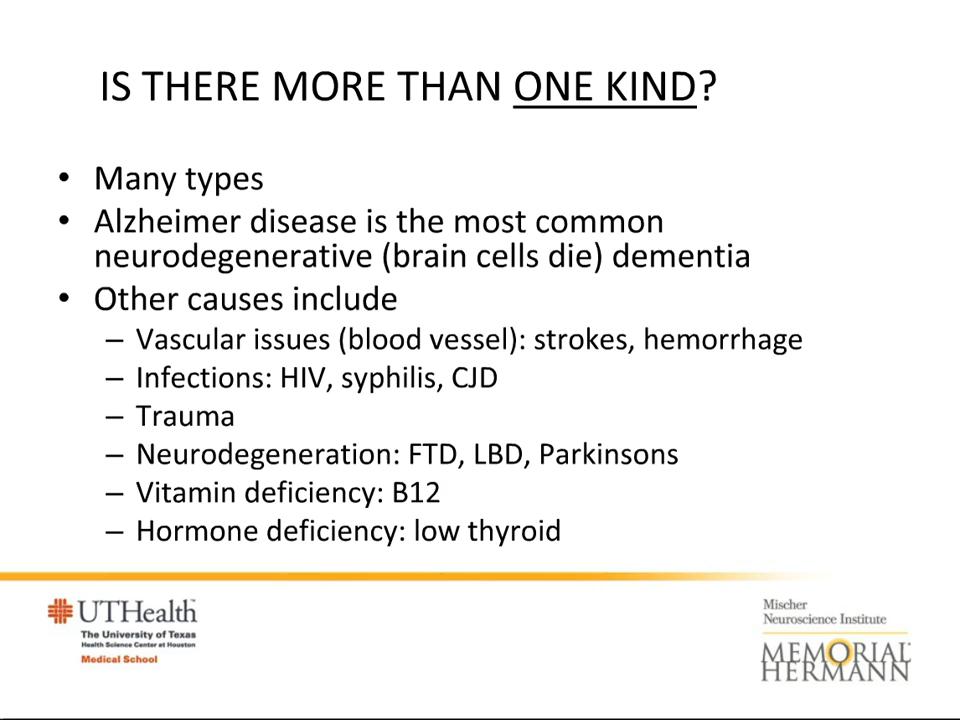 IS THERE MORE THAN ONE KIND?
• Many types
• Alzheimer disease is the most common
neurodegenerative (brain cells die) dementia
• Other causes include
– Vascular issues (blood vessel): strokes, hemorrhage
– Infections: HIV, syphilis, CJD
– Trauma
– Neurodegeneration: FTD, LBD, Parkinsons
– Vitamin deficiency: B12
– Hormone deficiency: low thyroid
UTHealth
The University of Texas
Health Science Center at Houston
Medical School
Mischer
Neuroscience Institute
MEMORIAL
HERMANN